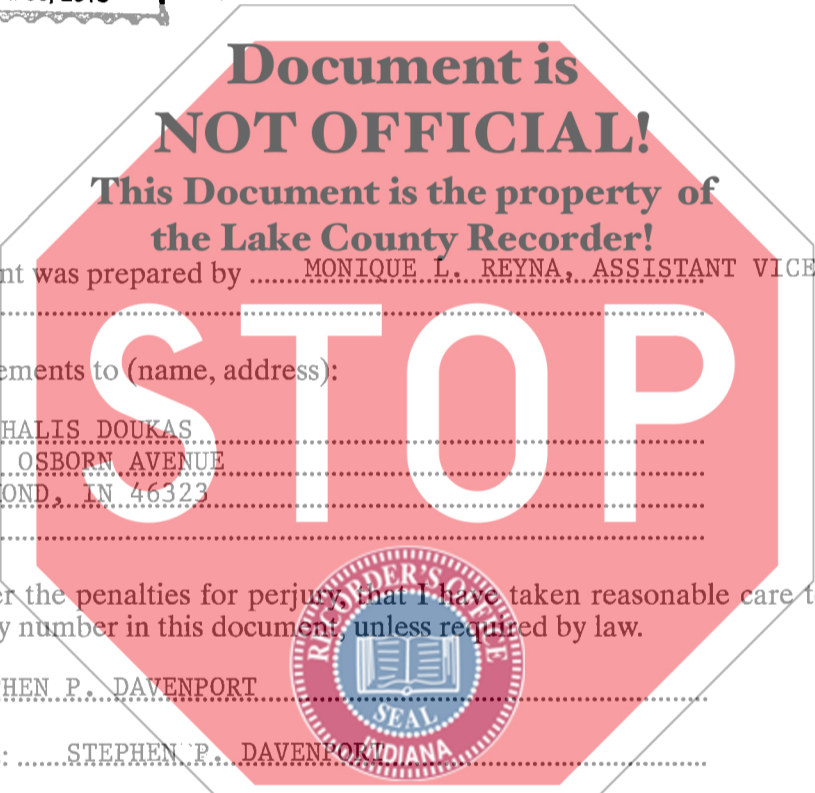 Document is
NOT OFFICIAL!
This Document is the property of
the Lake County Recorder!
nt was prepared by MONIQUE L. REYNA, ASSISTANT VICE
STOP
ements to (name, address):
HALIS DOUKAS
OSBORN AVENUE
OND, IN 46323
er the penalties for perjury, that I have taken reasonable care t
y number in this document, unless required by law.
HEN P. DAVENPORT
: STEPHEN P. DAVENPORT
RECORDER'S OFFICE
SEAL
INDIANA